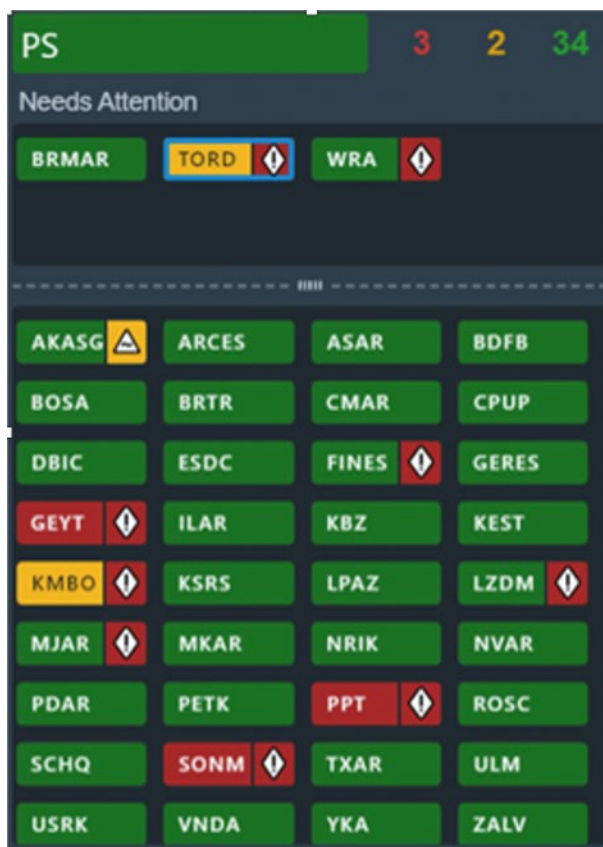 PS 3 2 34
Needs Attention
BRMAR TORD WRA
AKASG ARCES ASAR BDFB
BOSA BRTR CMAR CPUP
DBIC ESDC FINES GERES
GEYT ILAR KBZ KEST
KMBO KSRS LPAZ LZDM
MJAR MKAR NRIK NVAR
PDAR PETK PPT ROSC
SCHQ SONM TXAR ULM
USRK VNDA YKA ZALV